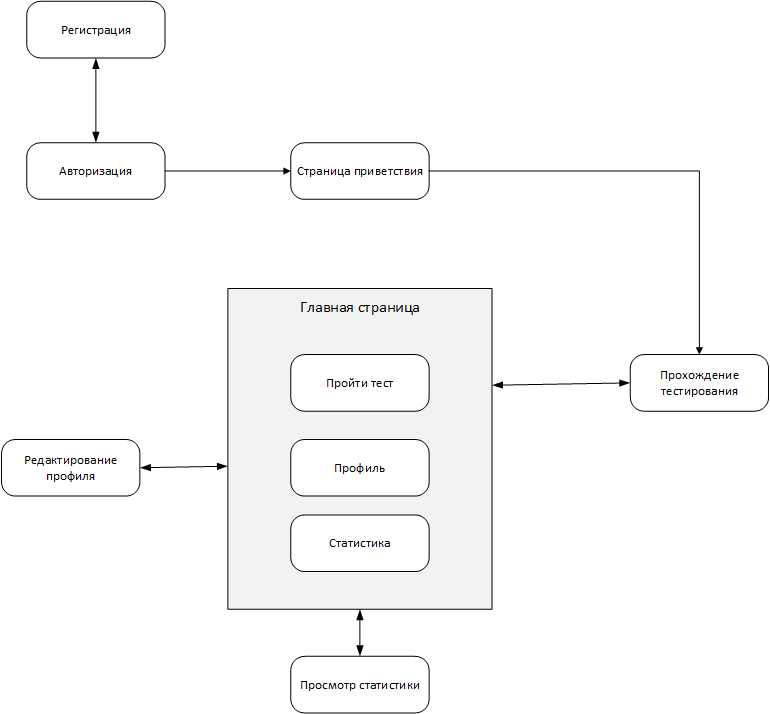 Регистрация
Авторизация
Страница приветствия
Главная страница
Пройти тест
Прохождение
тестирования
Профиль
Редактирование
профиля
Статистика
Просмотр статистики